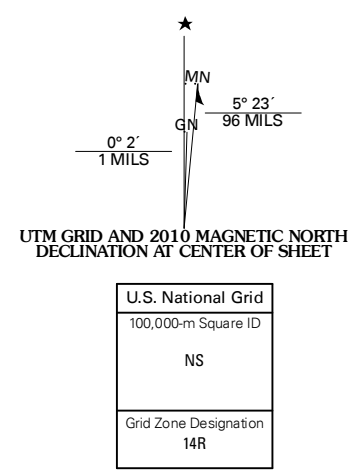 ★
MN
5° 23´
96 MILS
GN
0° 2´
1 MILS
UTM GRID AND 2010 MAGNETIC NORTH
DECLINATION AT CENTER OF SHEET
U.S. National Grid
100,000-m Square ID
NS
Grid Zone Designation
14R